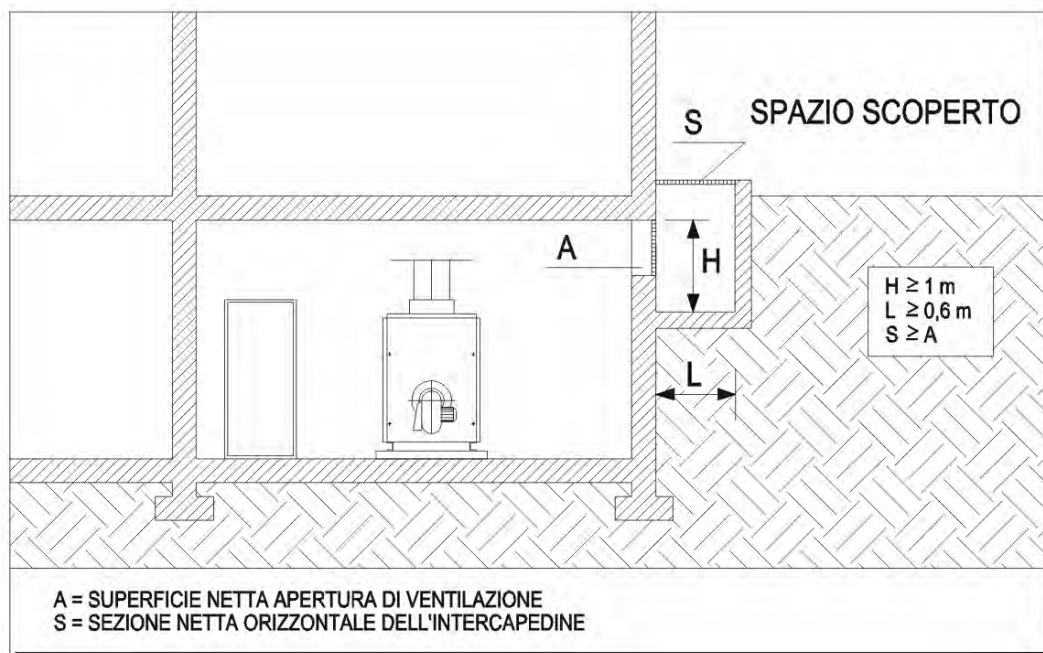 S
SPAZIO SCOPERTO
A
H
H ≥ 1 m
L ≥ 0,6 m
S ≥ A
L
A = SUPERFICIE NETTA APERTURA DI VENTILAZIONE
S = SEZIONE NETTA ORIZZONTALE DELL'INTERCAPEDINE